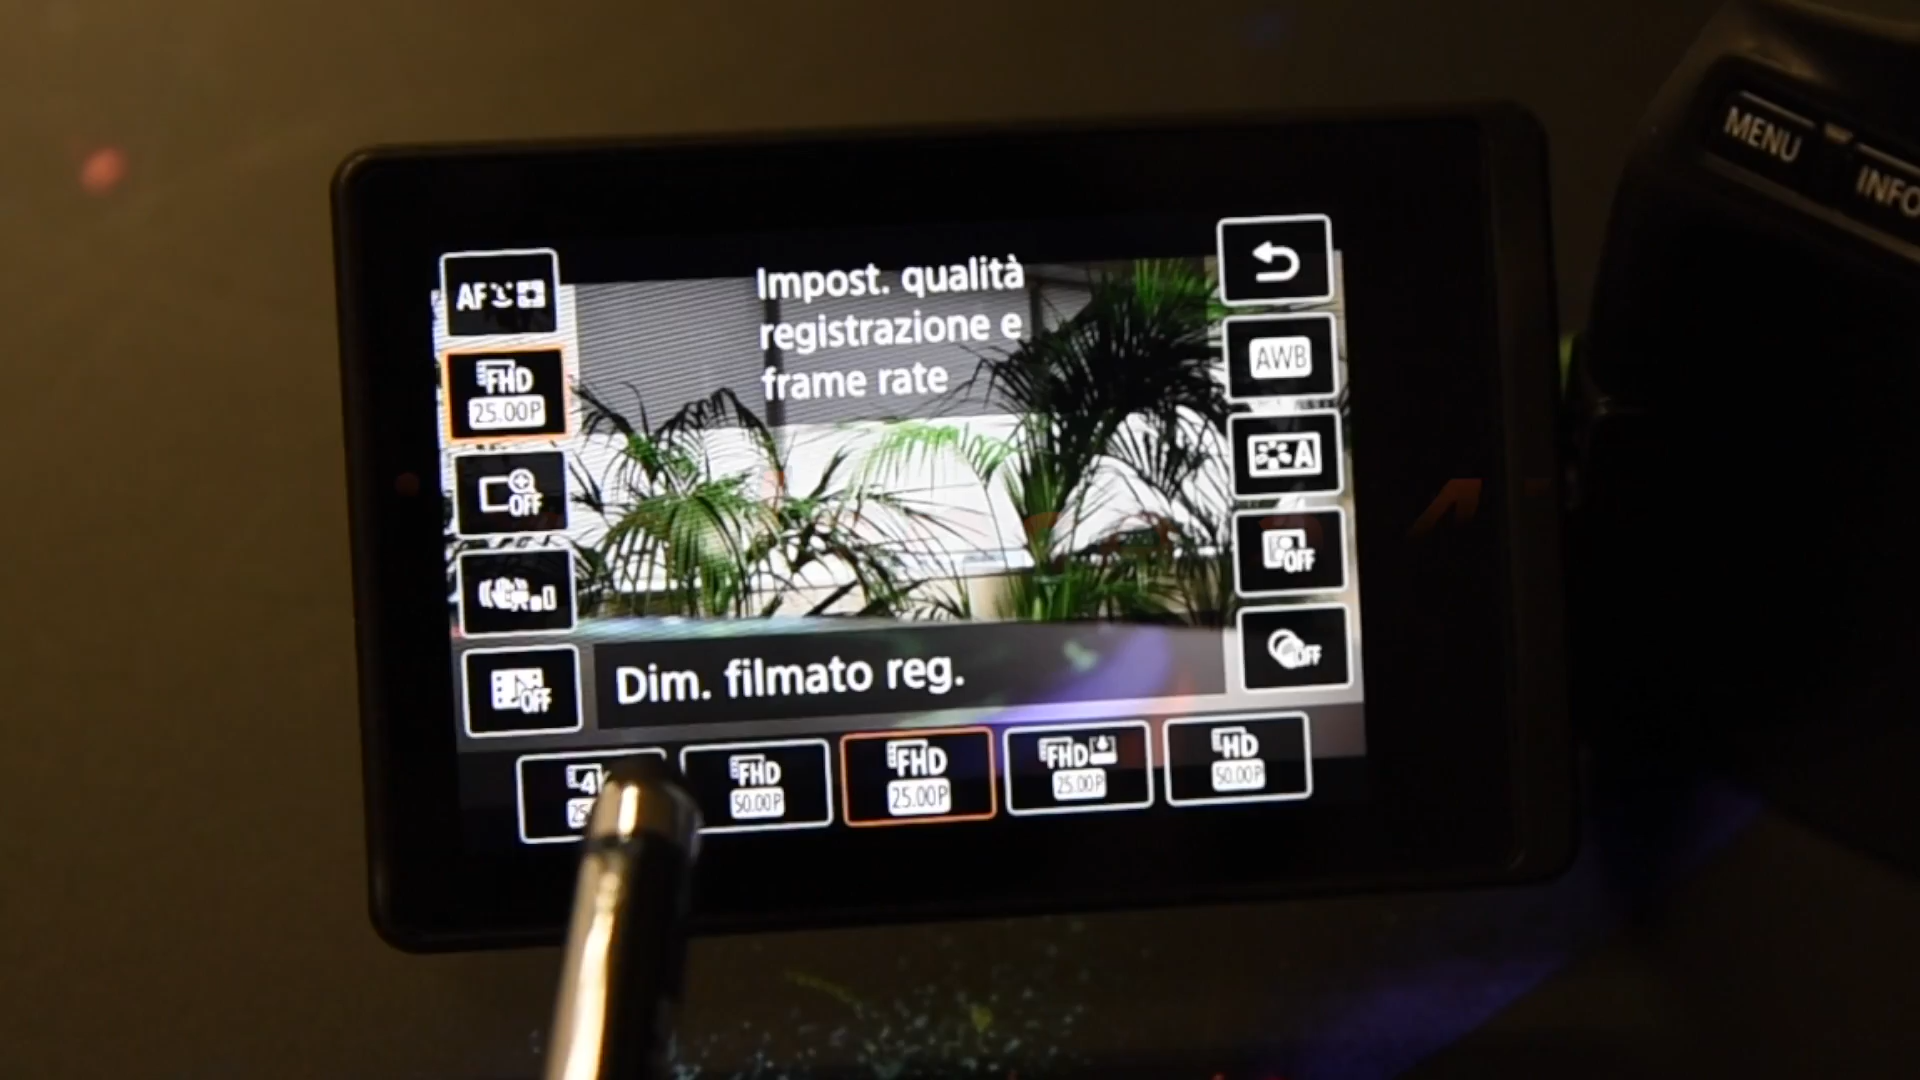 MENU
INFO
AF
Impost. qualità
registrazione e
frame rate
FHD
25.00P
AWB
OFF
A
OFF
OFF
OFF
Dim. filmato reg.
FHD
50.00P
FHD
25.00P
FHD
25.00P
HD
50.00P